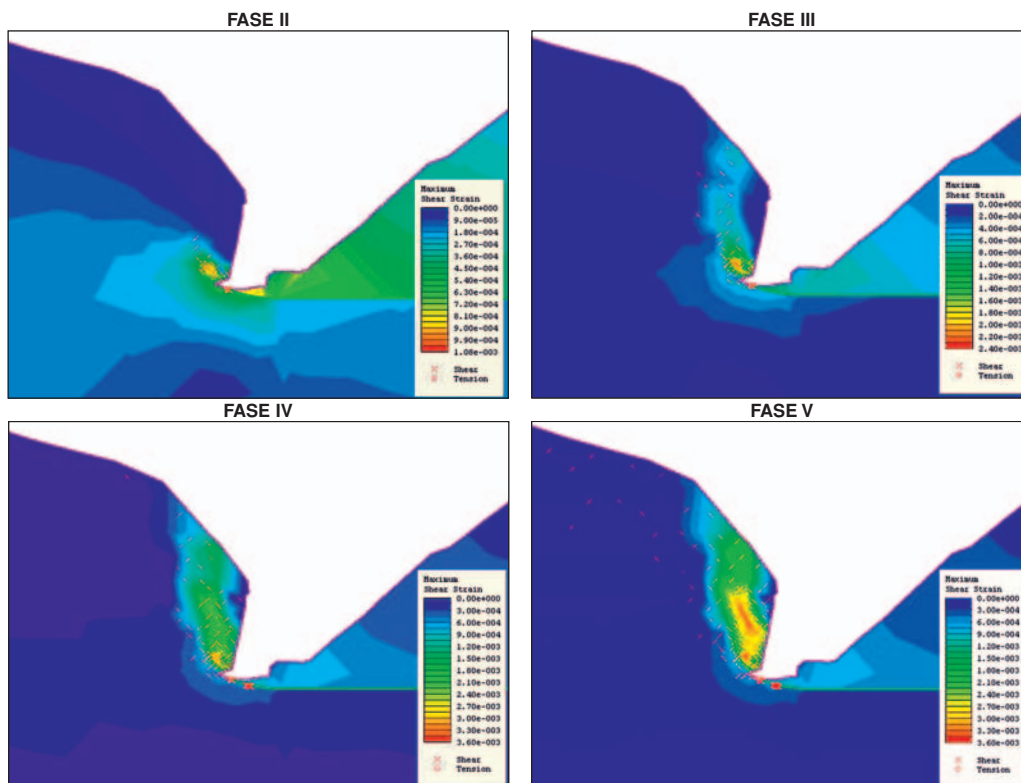 FASE II
Maximum
Shear Strain
0.00e+000
9.00e-005
1.80e-004
2.70e-004
3.60e-004
4.50e-004
5.40e-004
6.30e-004
7.20e-004
8.10e-004
9.00e-004
9.90e-004
1.08e-003
Shear
Tension
FASE III
Maximum
Shear Strain
0.00e+000
2.00e-004
4.00e-004
6.00e-004
8.00e-004
1.00e-003
1.20e-003
1.40e-003
1.60e-003
1.80e-003
2.00e-003
2.20e-003
2.40e-003
Shear
Tension
FASE IV
Maximum
Shear Strain
0.00e+000
3.00e-004
6.00e-004
9.00e-004
1.20e-003
1.50e-003
1.80e-003
2.10e-003
2.40e-003
2.70e-003
3.00e-003
3.30e-003
3.60e-003
Shear
Tension
FASE V
Maximum
Shear Strain
0.00e+000
3.00e-004
6.00e-004
9.00e-004
1.20e-003
1.50e-003
1.80e-003
2.10e-003
2.40e-003
2.70e-003
3.00e-003
3.30e-003
3.60e-003
Shear
Tension